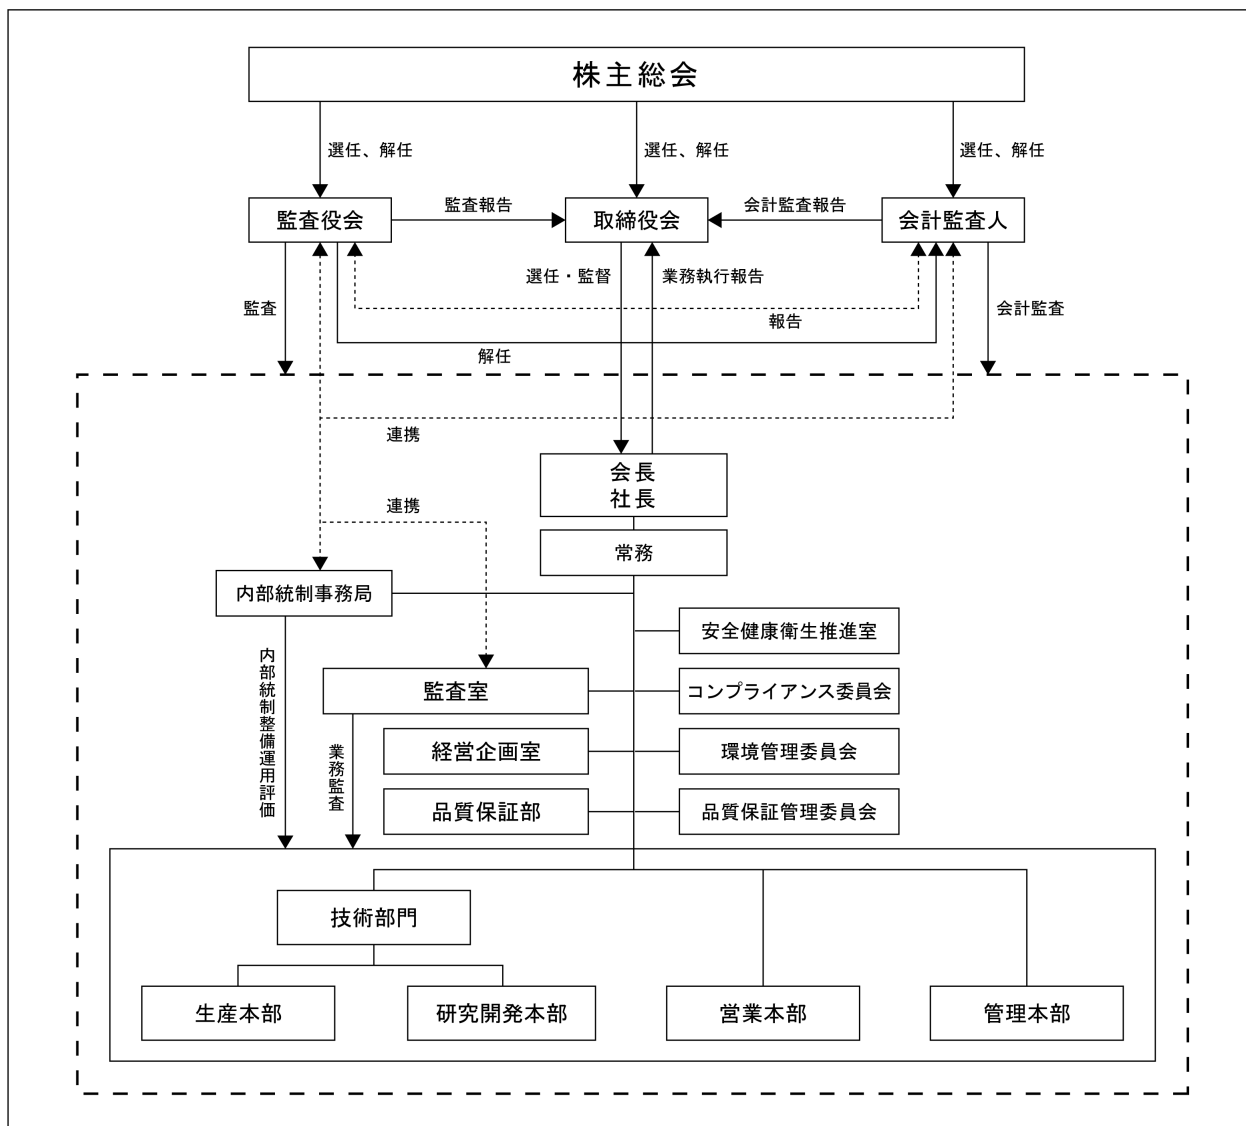 株主総会
選任、解任
選任、解任
選任、解任
監査役会
監査報告
取締役会
会計監査報告
会計監査人
選任・監督
業務執行報告
監査
報告
会計監査
解任
連携
会長
社長
連携
常務
内部統制事務局
安全健康衛生推進室
内部統制整備運用評価
監査室
コンプライアンス委員会
業務監査
経営企画室
環境管理委員会
品質保証部
品質保証管理委員会
技術部門
生産本部
研究開発本部
営業本部
管理本部